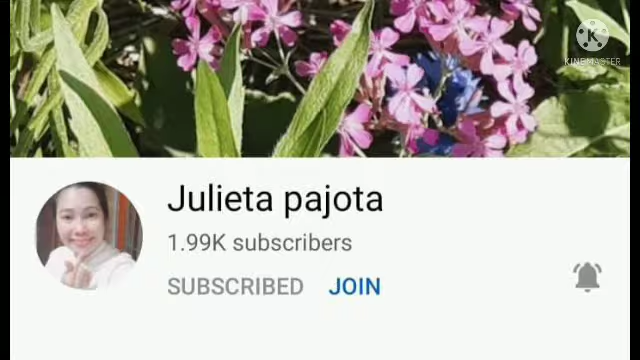 K
KINEMASTER
Julieta pajota
1.99K subscribers
SUBSCRIBED JOIN